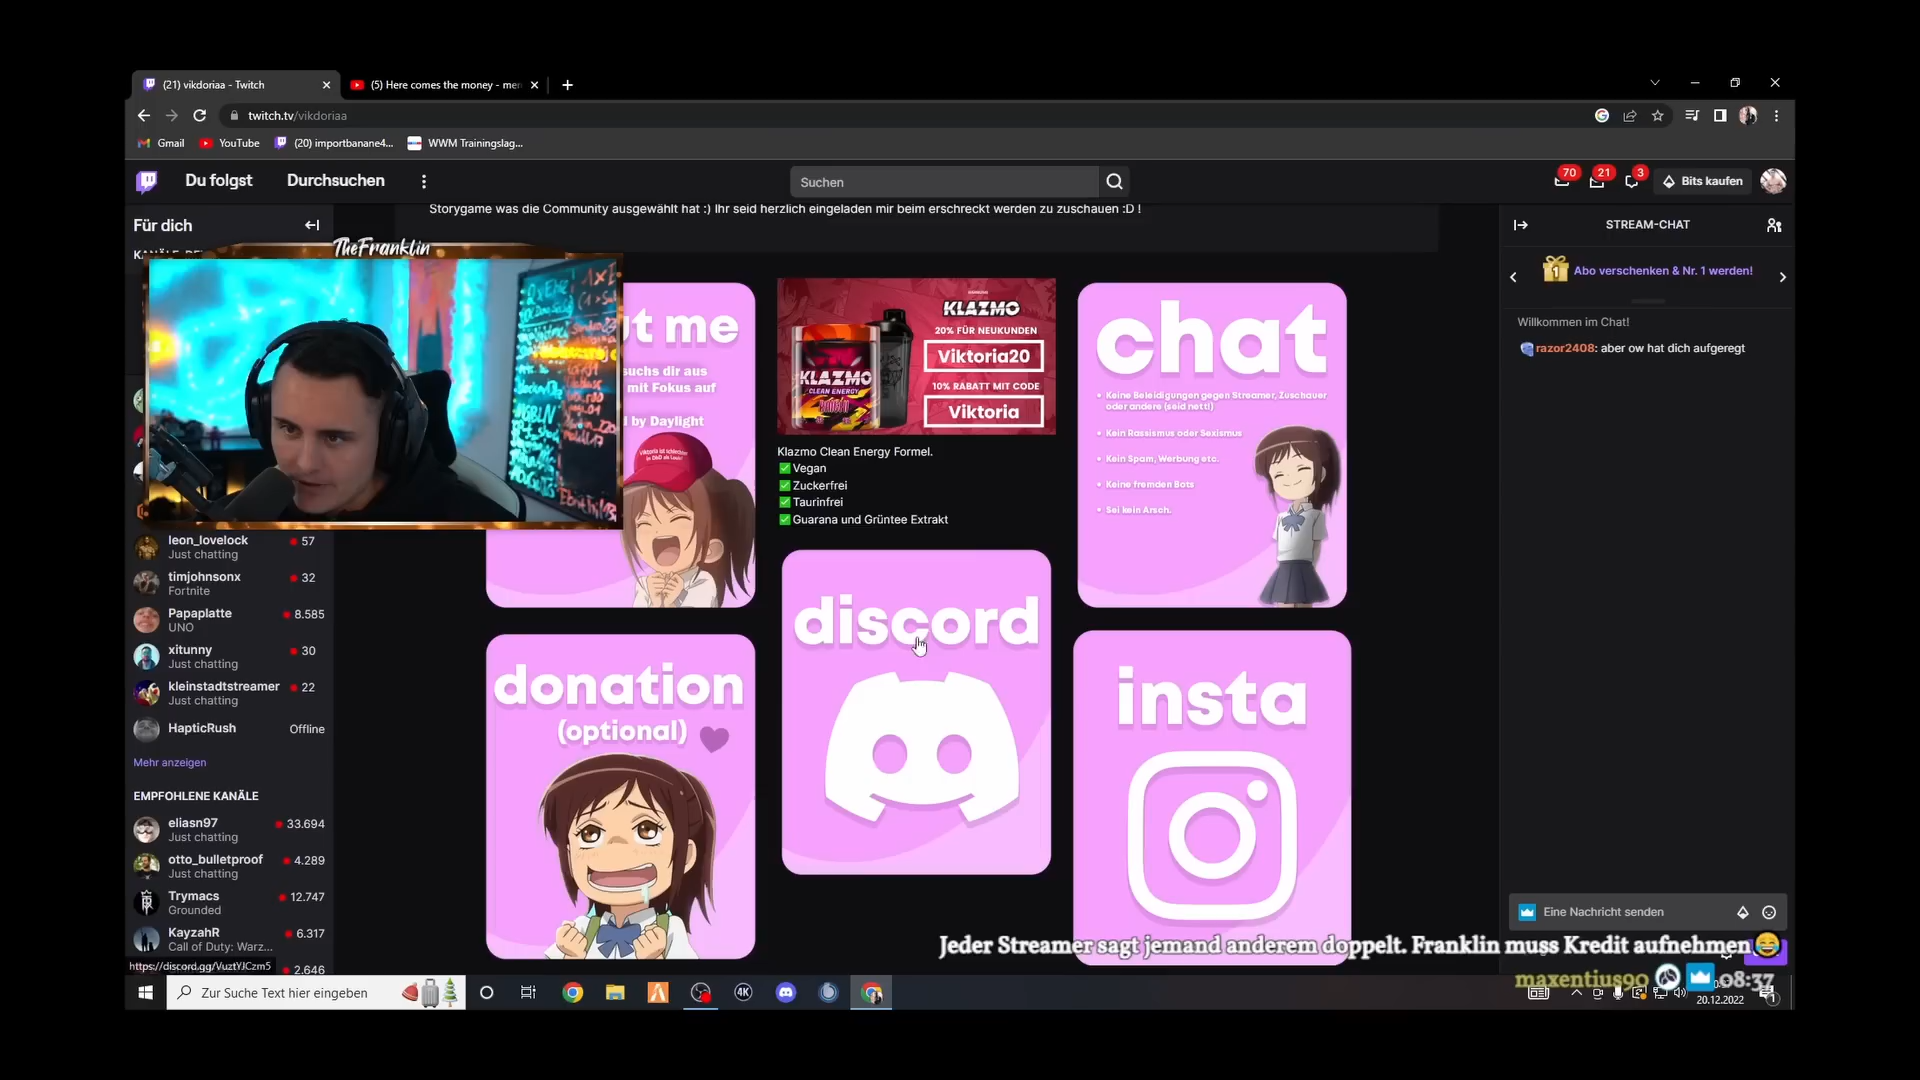 (21) vikdoriaa - Twitch
(5) Here comes the money - me
twitch.tv/vikdoriaa
Gmail
YouTube
(20) importbanane4...
WWM Trainingslag...
Du folgst
Durchsuchen
Suchen
70
21
3
Bits kaufen
Für dich
Storygame was die Community ausgewählt hat :) Ihr seid herzlich eingeladen mir beim erschreckt werden zu zuschauen :D !
STREAM-CHAT
TheFranklin
1
Abo verschenken & Nr. 1 werden!
Willkommen im Chat!
razor2408: aber ow hat dich aufgeregt
ut me
suchs dir aus
mit Fokus auf
d by Daylight
KLAZMO
20% FÜR NEUKUNDEN
Viktoria20
10% RABATT MIT CODE
Viktoria
KLAZMO
CLEAN ENERGY
Klazmo Clean Energy Formel.
✅Vegan
✅Zuckerfrei
✅Taurinfrei
✅Guarana und Grüntee Extrakt
chat
• Keine Beleidigungen gegen Streamer, Zuschauer
oder andere (seid nett!)
• Kein Rassismus oder Sexismus
• Kein Spam, Werbung etc.
• Keine fremden Bots
• Sei kein Arsch.
discord
donation
(optional)
insta
leon_lovelock
57
Just chatting
timjohnsonx
32
Fortnite
Papaplatte
8.585
UNO
xitunny
30
Just chatting
kleinstadtstreamer
22
Just chatting
HapticRush
Offline
Mehr anzeigen
EMPFOHLENE KANÄLE
eliasn97
33.694
Just chatting
otto_bulletproof
4.289
Just chatting
Trymacs
12.747
Grounded
KayzahR
6.317
Call of Duty: Warz...
2.646
https://discord.gg/VuztYJCzm5
Eine Nachricht senden
Jeder Streamer sagt jemand anderem doppelt. Franklin muss Kredit aufnehmen😂
maxentius90
08:37
Zur Suche Text hier eingeben
4K
20.12.2022
1